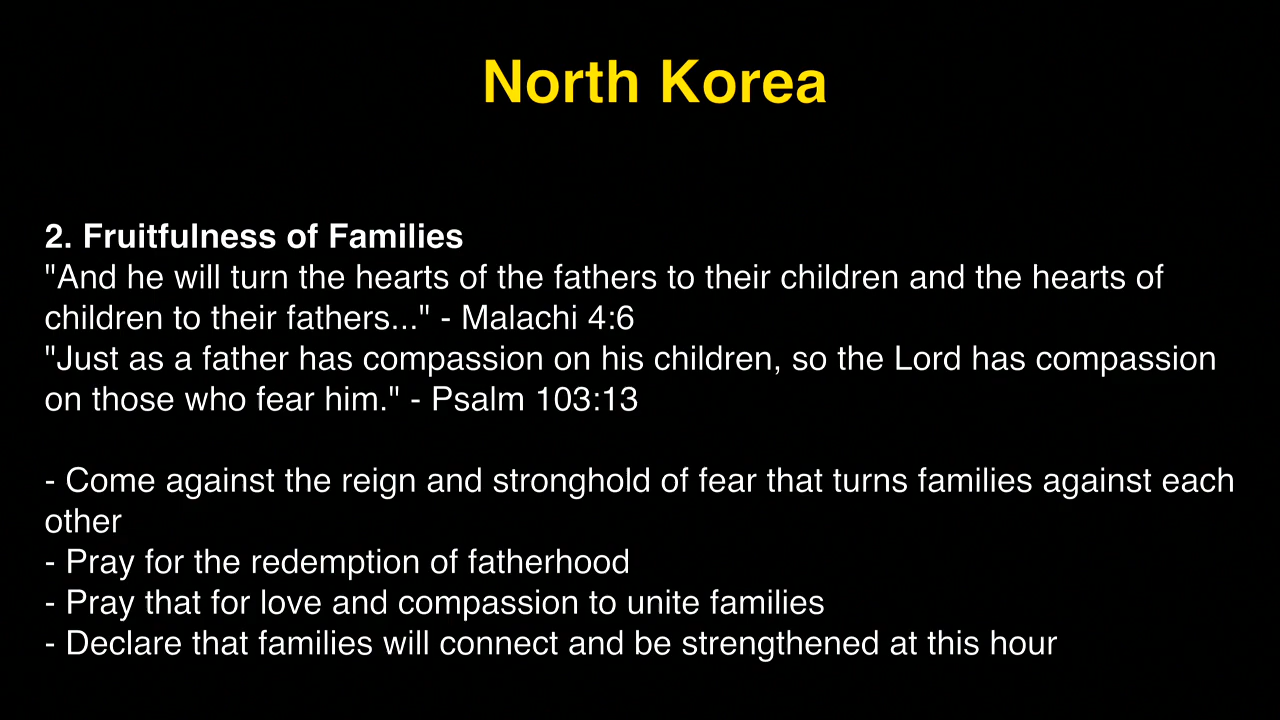 North Korea
2. Fruitfulness of Families
"And he will turn the hearts of the fathers to their children and the hearts of
children to their fathers..." - Malachi 4:6
"Just as a father has compassion on his children, so the Lord has compassion
on those who fear him." - Psalm 103:13
- Come against the reign and stronghold of fear that turns families against each
other
- Pray for the redemption of fatherhood
- Pray that for love and compassion to unite families
- Declare that families will connect and be strengthened at this hour